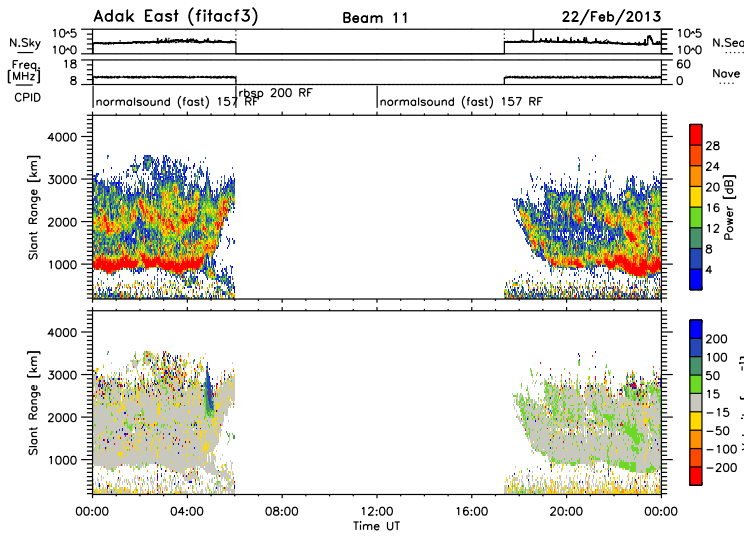 Adak East (fitacf3) Beam 11 22/Feb/2013
N.Sky 10+5 10+0 10+5 10+0 N.Sea
Freq. [MHz] 18 8 60 0 Nave
CPID normalsound (fast) 157 RF rbsp 200 RF normalsound (fast) 157 RF
Slant Range [km]
4000
3000
2000
1000
28
24
20
16
12
8
4
Power [dB]
Slant Range [km]
4000
3000
2000
1000
200
100
50
15
-15
-50
-100
-200
00:00 04:00 08:00 12:00 16:00 20:00 00:00
Time UT